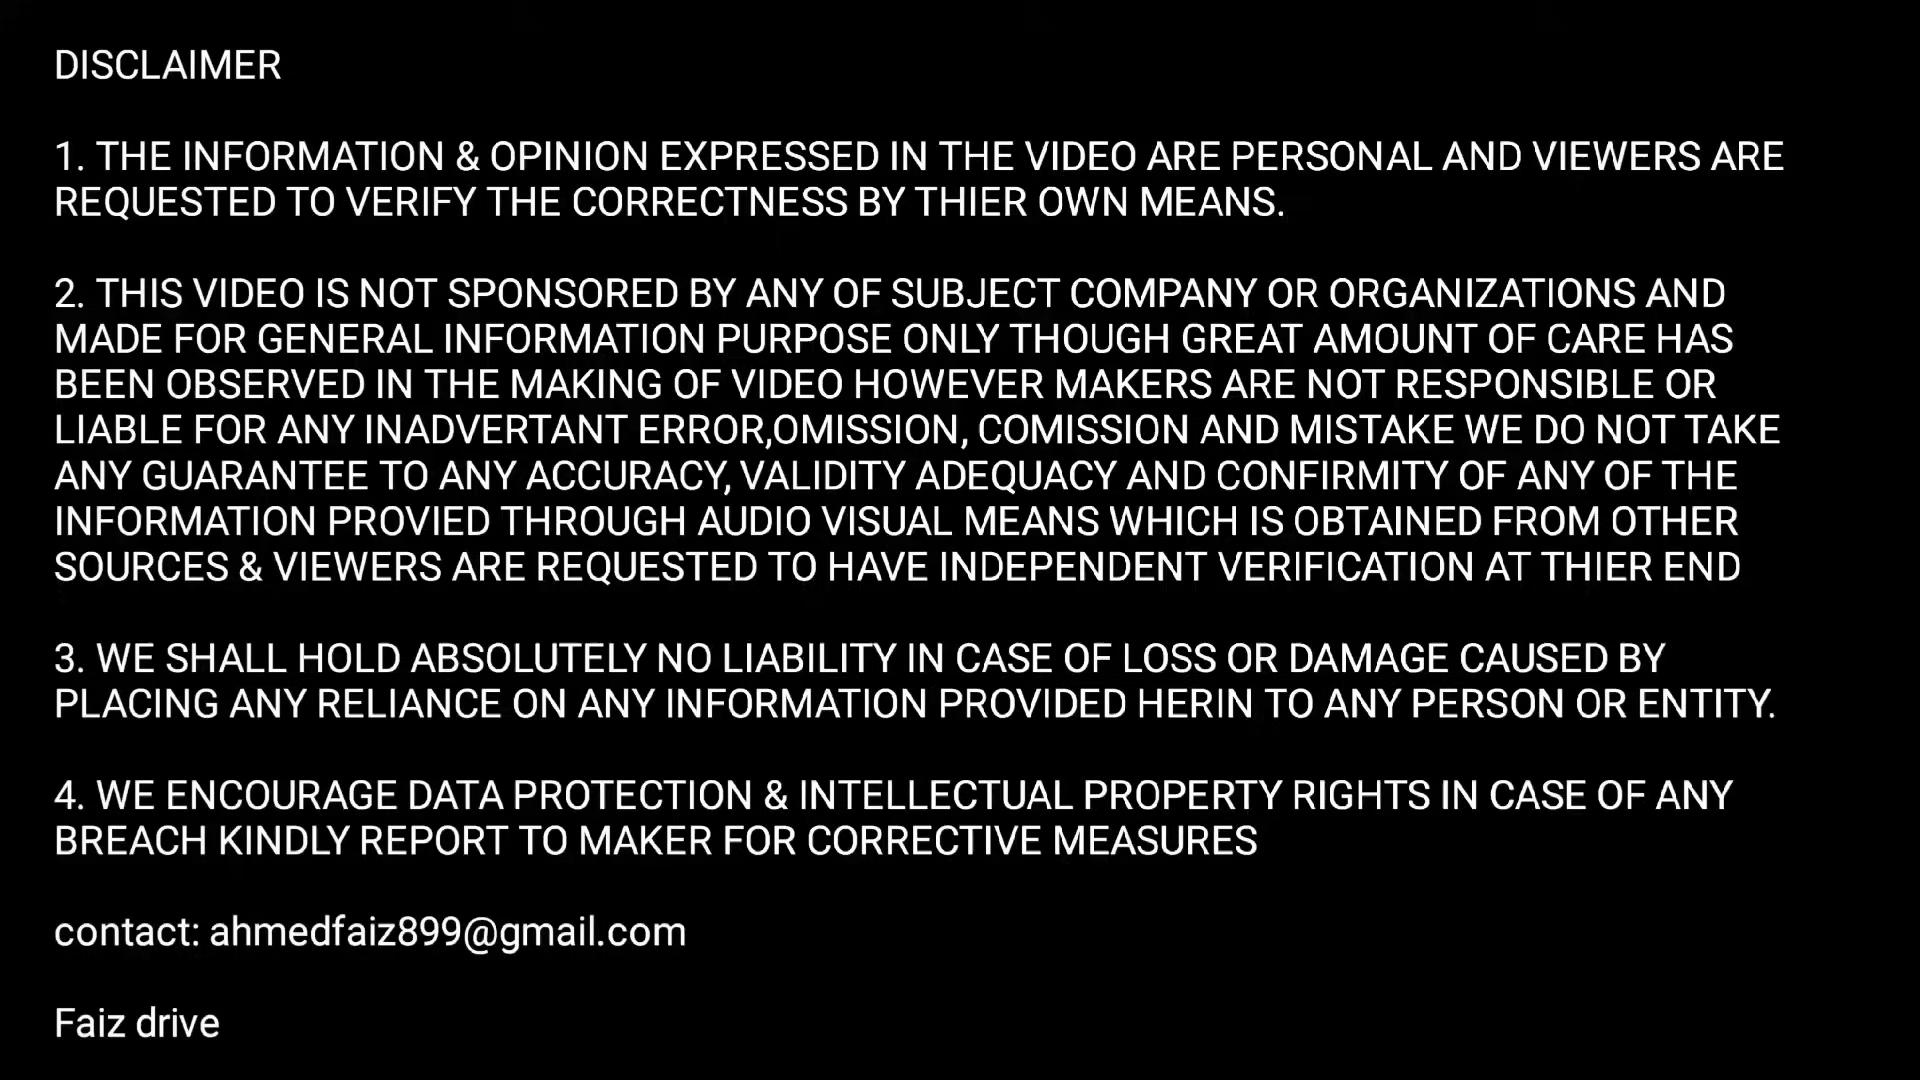 DISCLAIMER
1. THE INFORMATION & OPINION EXPRESSED IN THE VIDEO ARE PERSONAL AND VIEWERS ARE
REQUESTED TO VERIFY THE CORRECTNESS BY THIER OWN MEANS.
2. THIS VIDEO IS NOT SPONSORED BY ANY OF SUBJECT COMPANY OR ORGANIZATIONS AND
MADE FOR GENERAL INFORMATION PURPOSE ONLY THOUGH GREAT AMOUNT OF CARE HAS
BEEN OBSERVED IN THE MAKING OF VIDEO HOWEVER MAKERS ARE NOT RESPONSIBLE OR
LIABLE FOR ANY INADVERTANT ERROR,OMISSION, COMISSION AND MISTAKE WE DO NOT TAKE
ANY GUARANTEE TO ANY ACCURACY, VALIDITY ADEQUACY AND CONFIRMITY OF ANY OF THE
INFORMATION PROVIED THROUGH AUDIO VISUAL MEANS WHICH IS OBTAINED FROM OTHER
SOURCES & VIEWERS ARE REQUESTED TO HAVE INDEPENDENT VERIFICATION AT THIER END
3. WE SHALL HOLD ABSOLUTELY NO LIABILITY IN CASE OF LOSS OR DAMAGE CAUSED BY
PLACING ANY RELIANCE ON ANY INFORMATION PROVIDED HERIN TO ANY PERSON OR ENTITY.
4. WE ENCOURAGE DATA PROTECTION & INTELLECTUAL PROPERTY RIGHTS IN CASE OF ANY
BREACH KINDLY REPORT TO MAKER FOR CORRECTIVE MEASURES
contact: ahmedfaiz899@gmail.com
Faiz drive